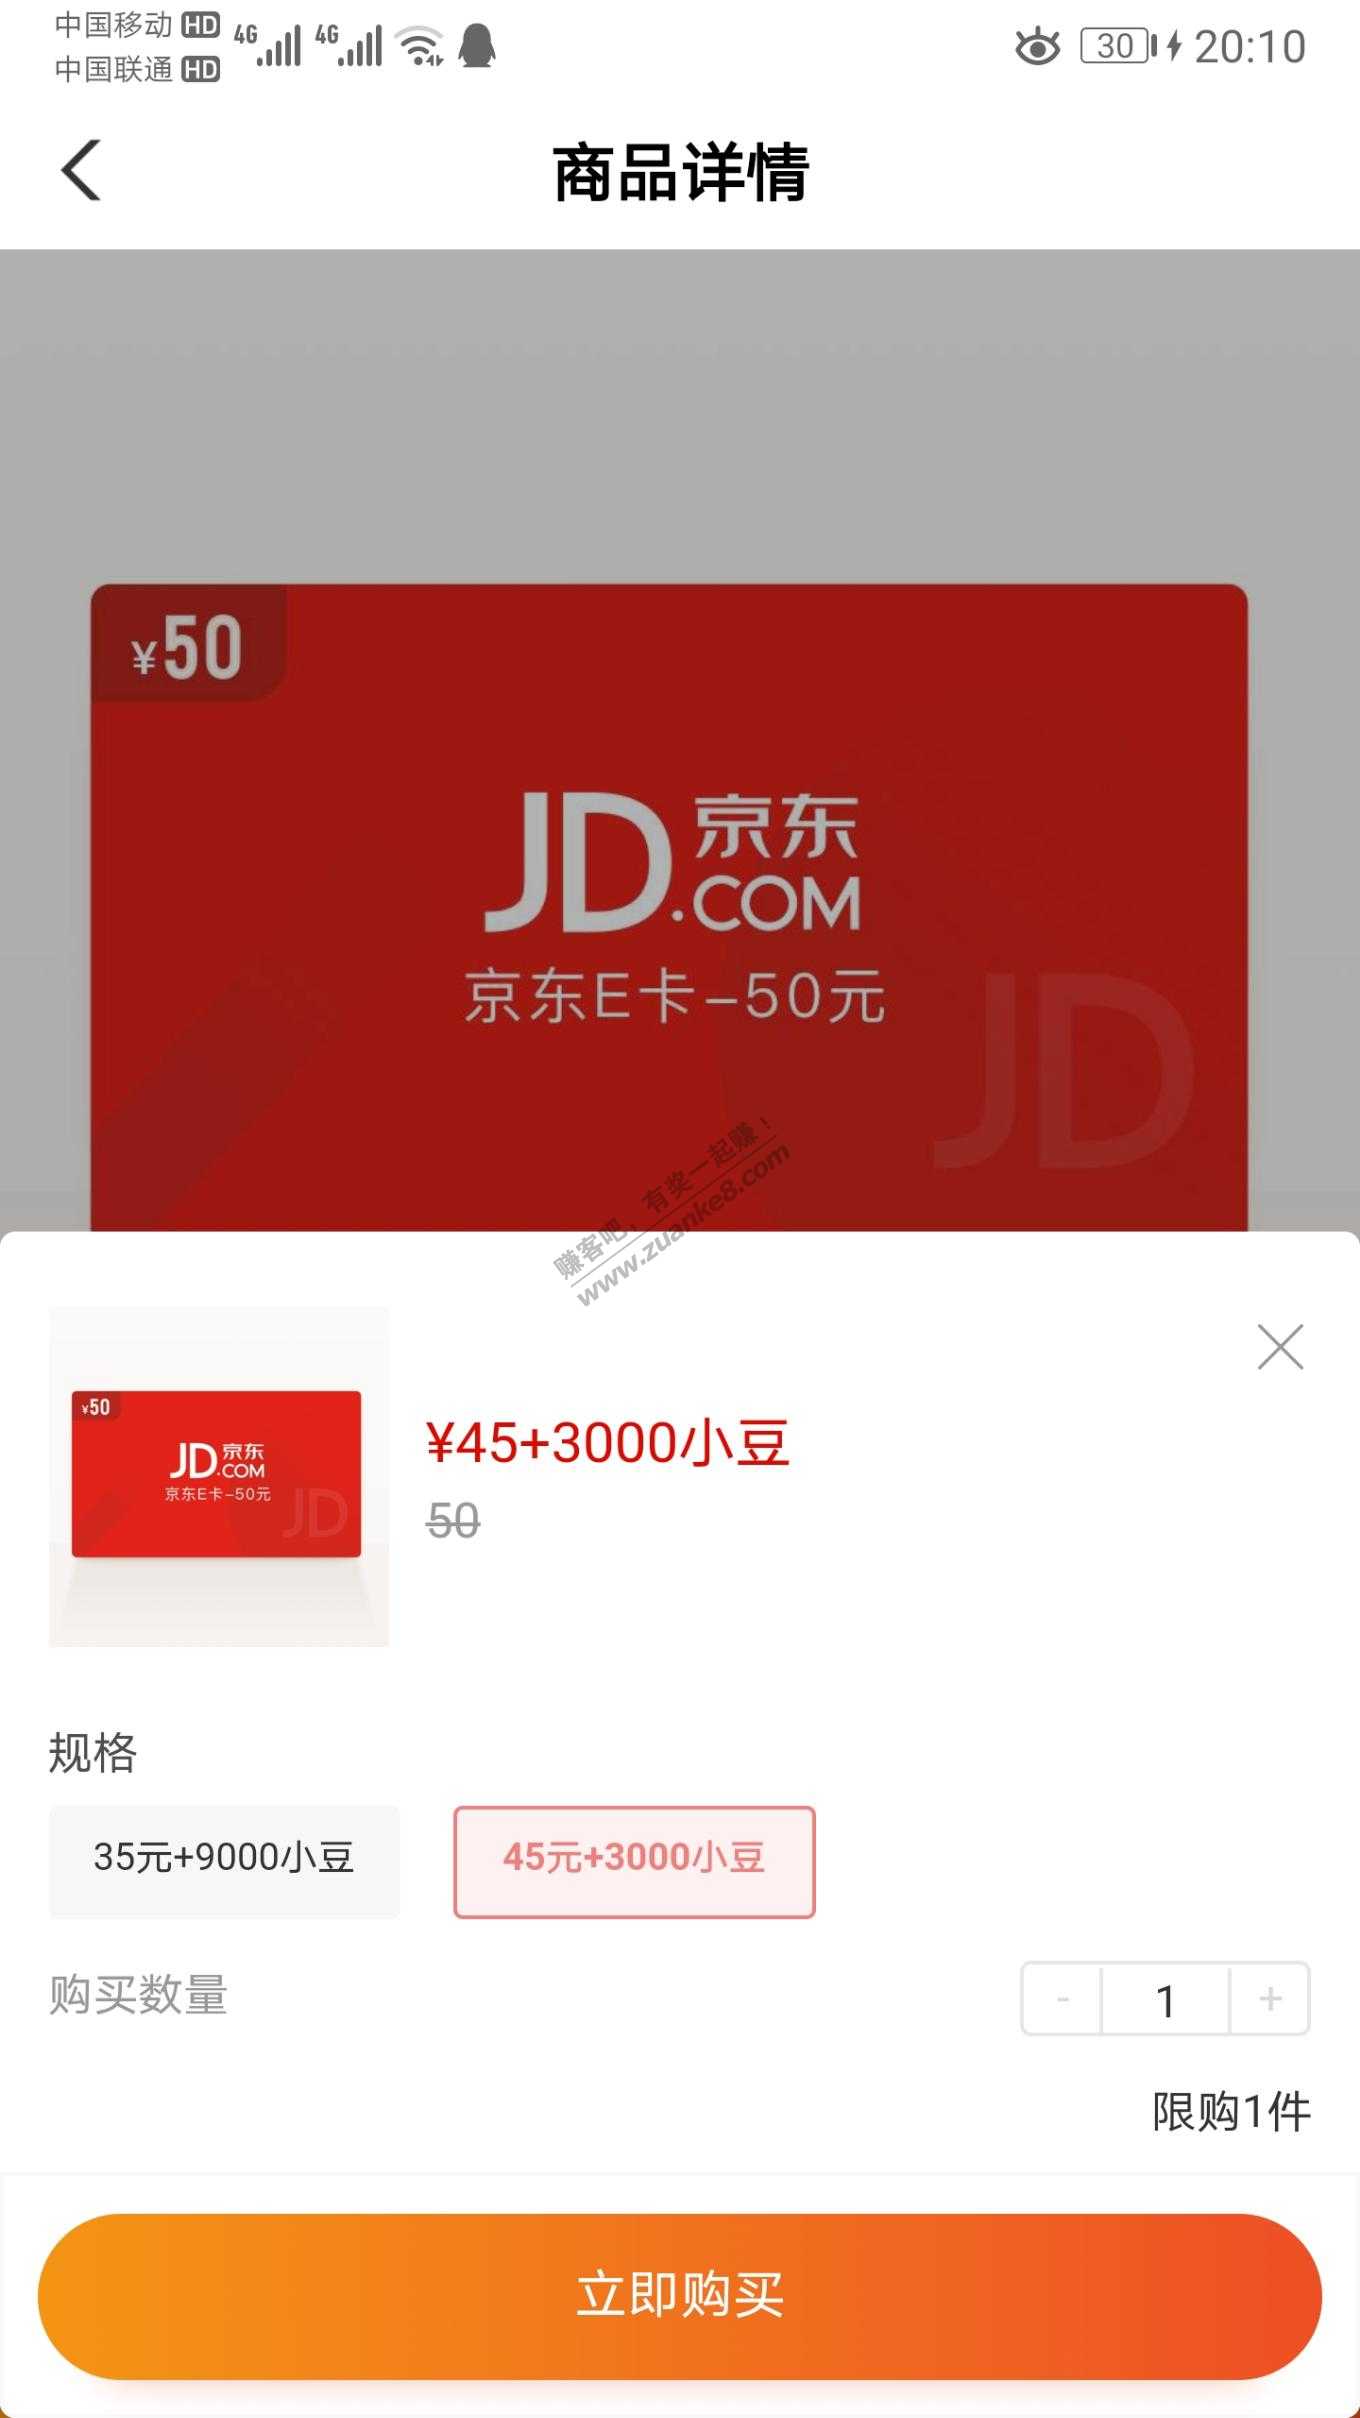 中国移动 HD 4G 4G 30 20:10
中国联通 HD
商品详情
¥50
JD京东
.COM
京东E卡-50元
JD
赚客吧，有奖一起赚！
www.zuanke8.com
¥50
JD京东
.COM
京东E卡-50元
JD
¥45+3000小豆
50
规格
35元+9000小豆
45元+3000小豆
购买数量
- 1 +
限购1件
立即购买